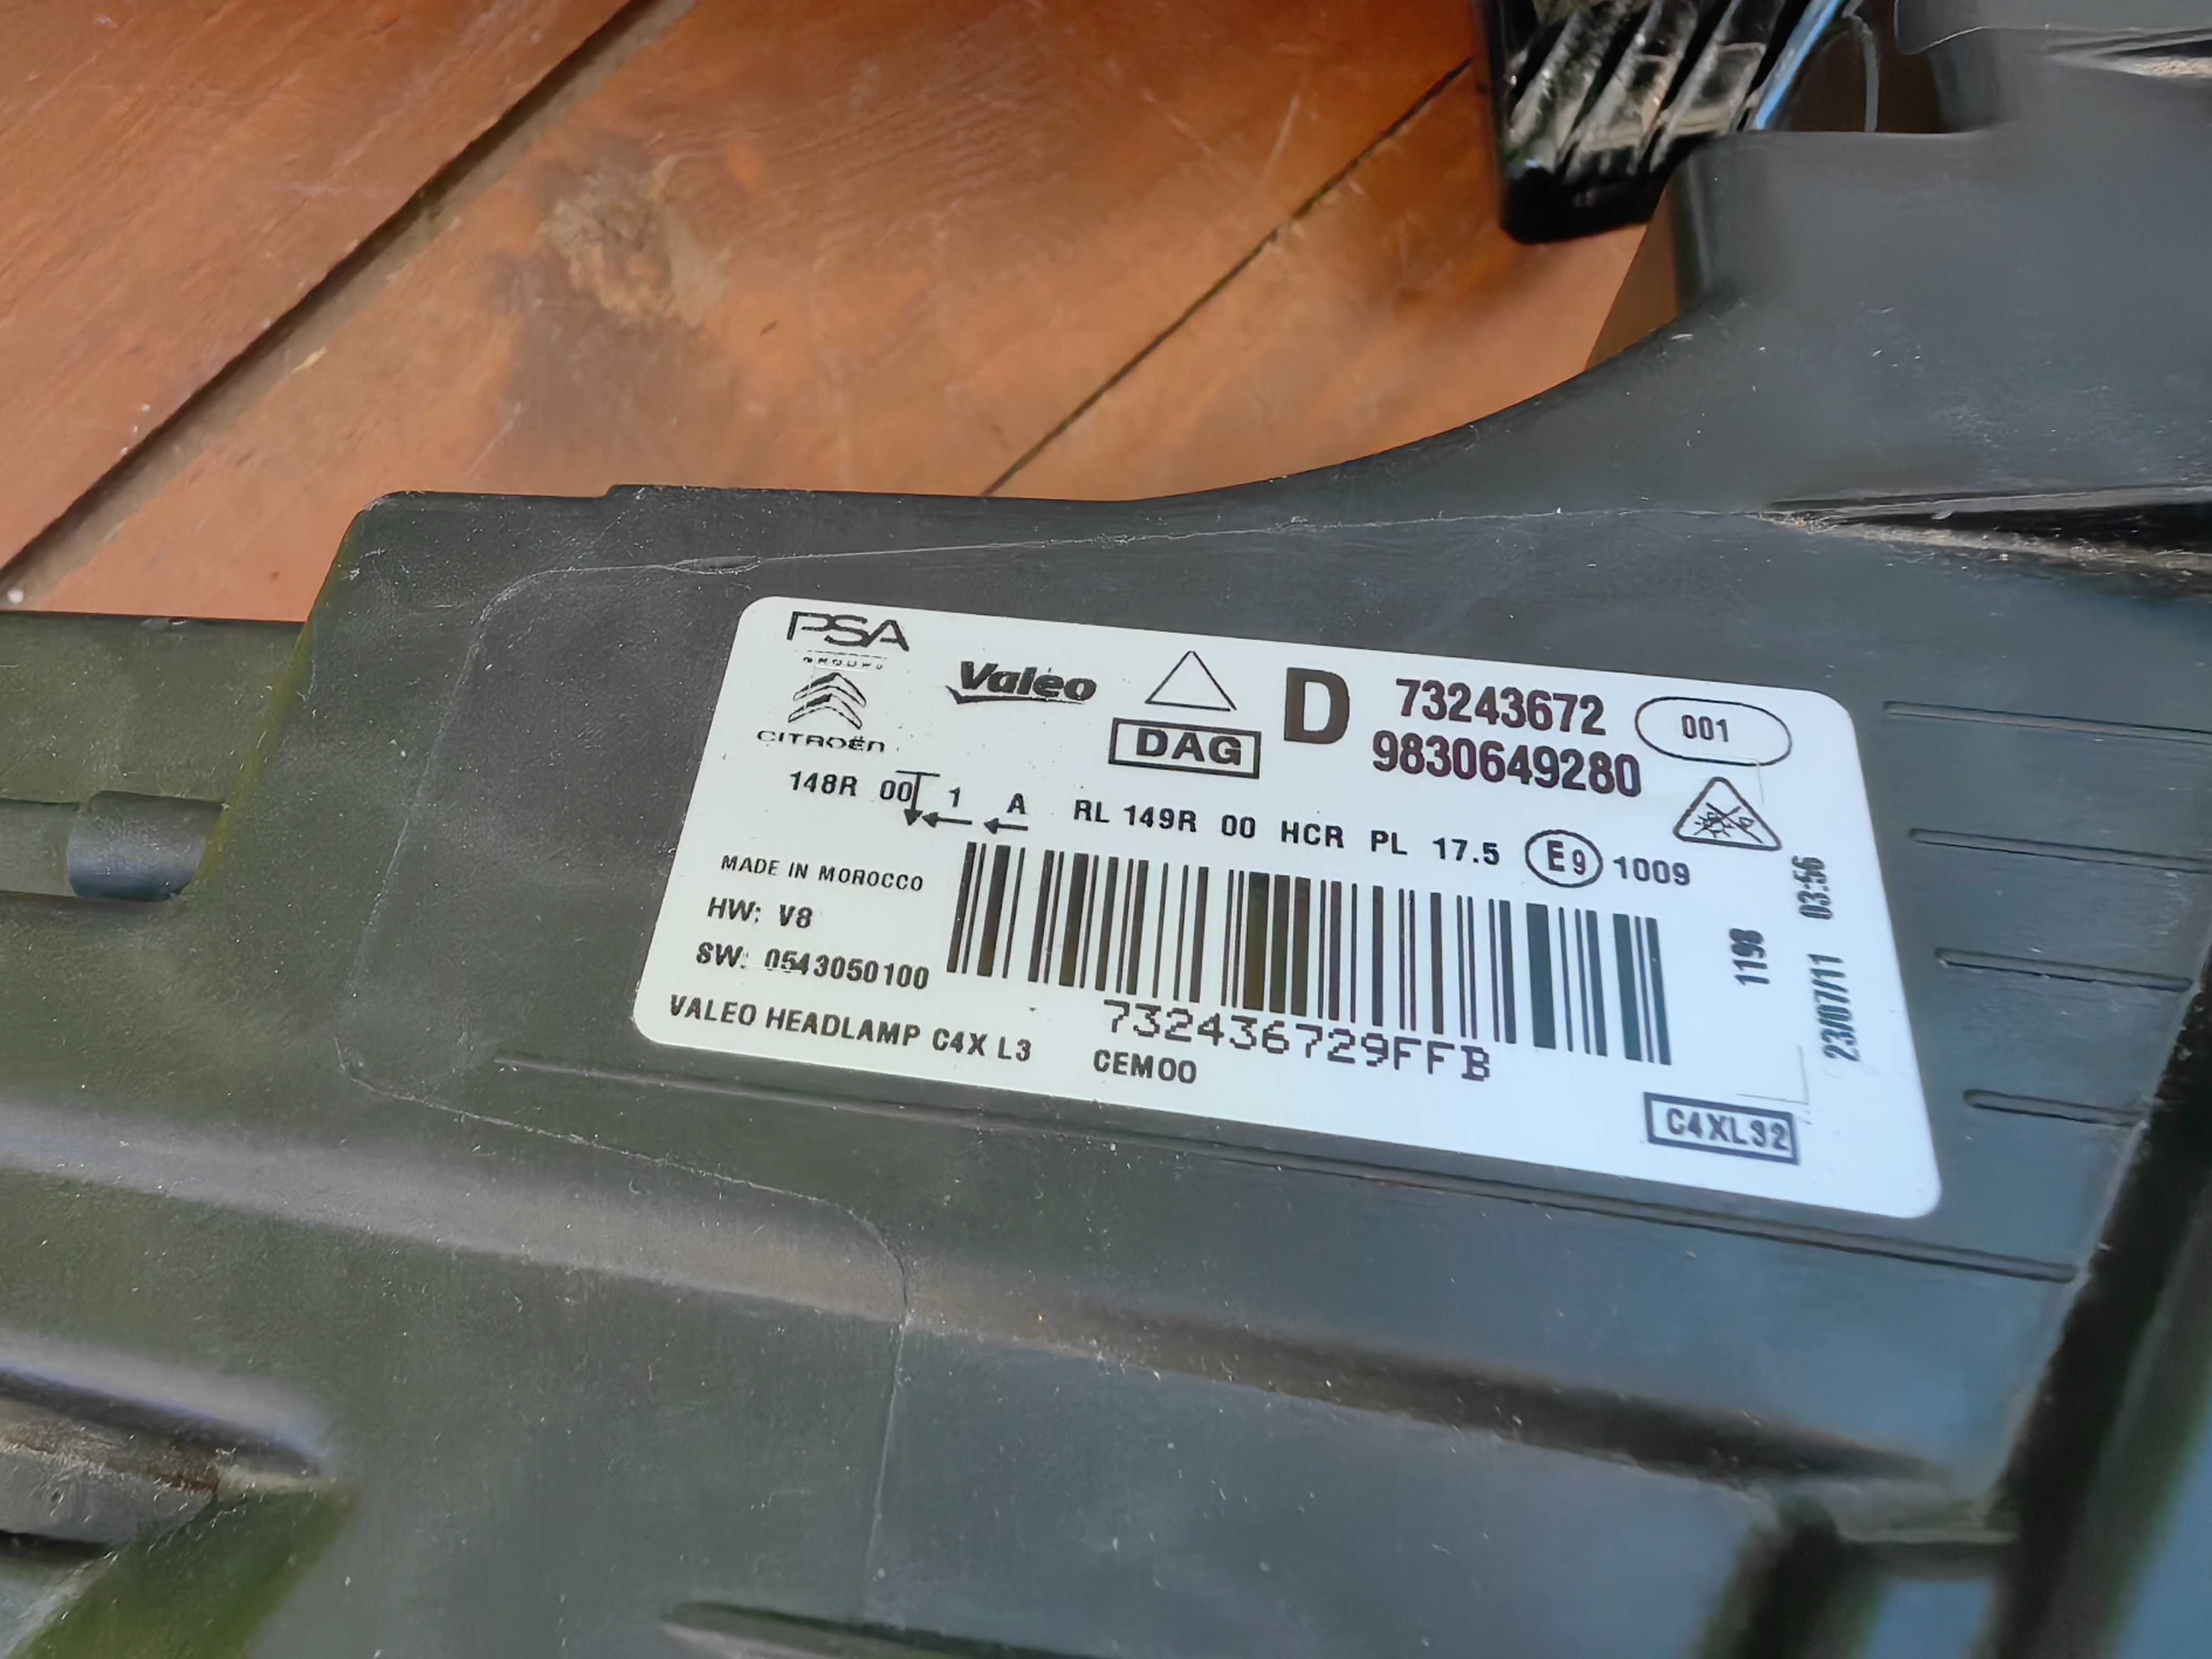 PSA
GROUPE
CITROËN
Valeo
DAG
D
73243672
9830649280
001
148R 00 1 A RL 149R 00 HCR PL 17.5 E9 1009
MADE IN MOROCCO
HW: V8
SW: 0543050100
VALEO HEADLAMP C4X L3
732436729FFB
CEM00
1198
23/07/11 03:56
C4XL32